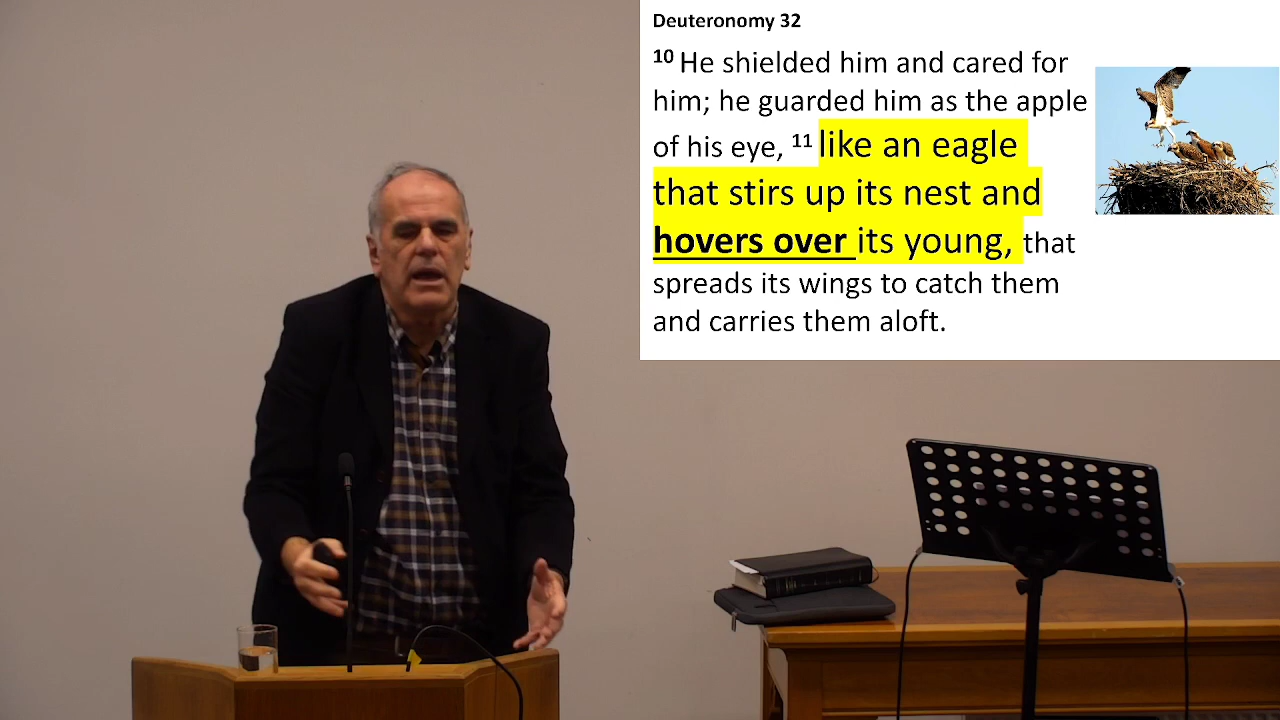 Deuteronomy 32
10 He shielded him and cared for
him; he guarded him as the apple
of his eye, 11 like an eagle
that stirs up its nest and
hovers over its young, that
spreads its wings to catch them
and carries them aloft.